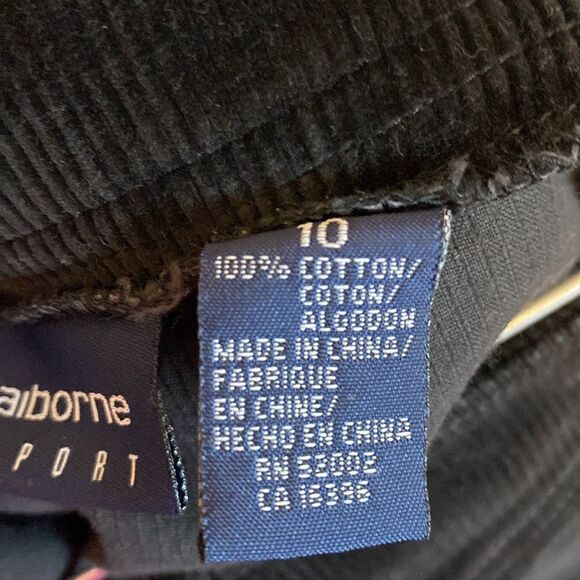 10
100% COTTON/
COTON/
ALGODON
MADE IN CHINA/
FABRIQUE
EN CHINE/
HECHO EN CHINA
RN 52002
CA 16396
aiborne
PORT